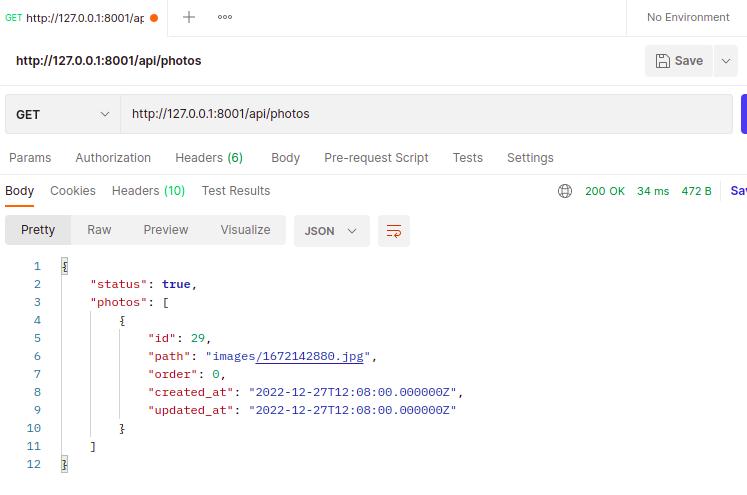 GET http://127.0.0.1:8001/ap
No Environment
http://127.0.0.1:8001/api/photos
Save
GET http://127.0.0.1:8001/api/photos
Params Authorization Headers (6) Body Pre-request Script Tests Settings
Body Cookies Headers (10) Test Results 200 OK 34 ms 472 B Sav
Pretty Raw Preview Visualize JSON
1 {
2 "status": true,
3 "photos": [
4 {
5 "id": 29,
6 "path": "images/1672142880.jpg",
7 "order": 0,
8 "created_at": "2022-12-27T12:08:00.000000Z",
9 "updated_at": "2022-12-27T12:08:00.000000Z"
10 }
11 ]
12 }